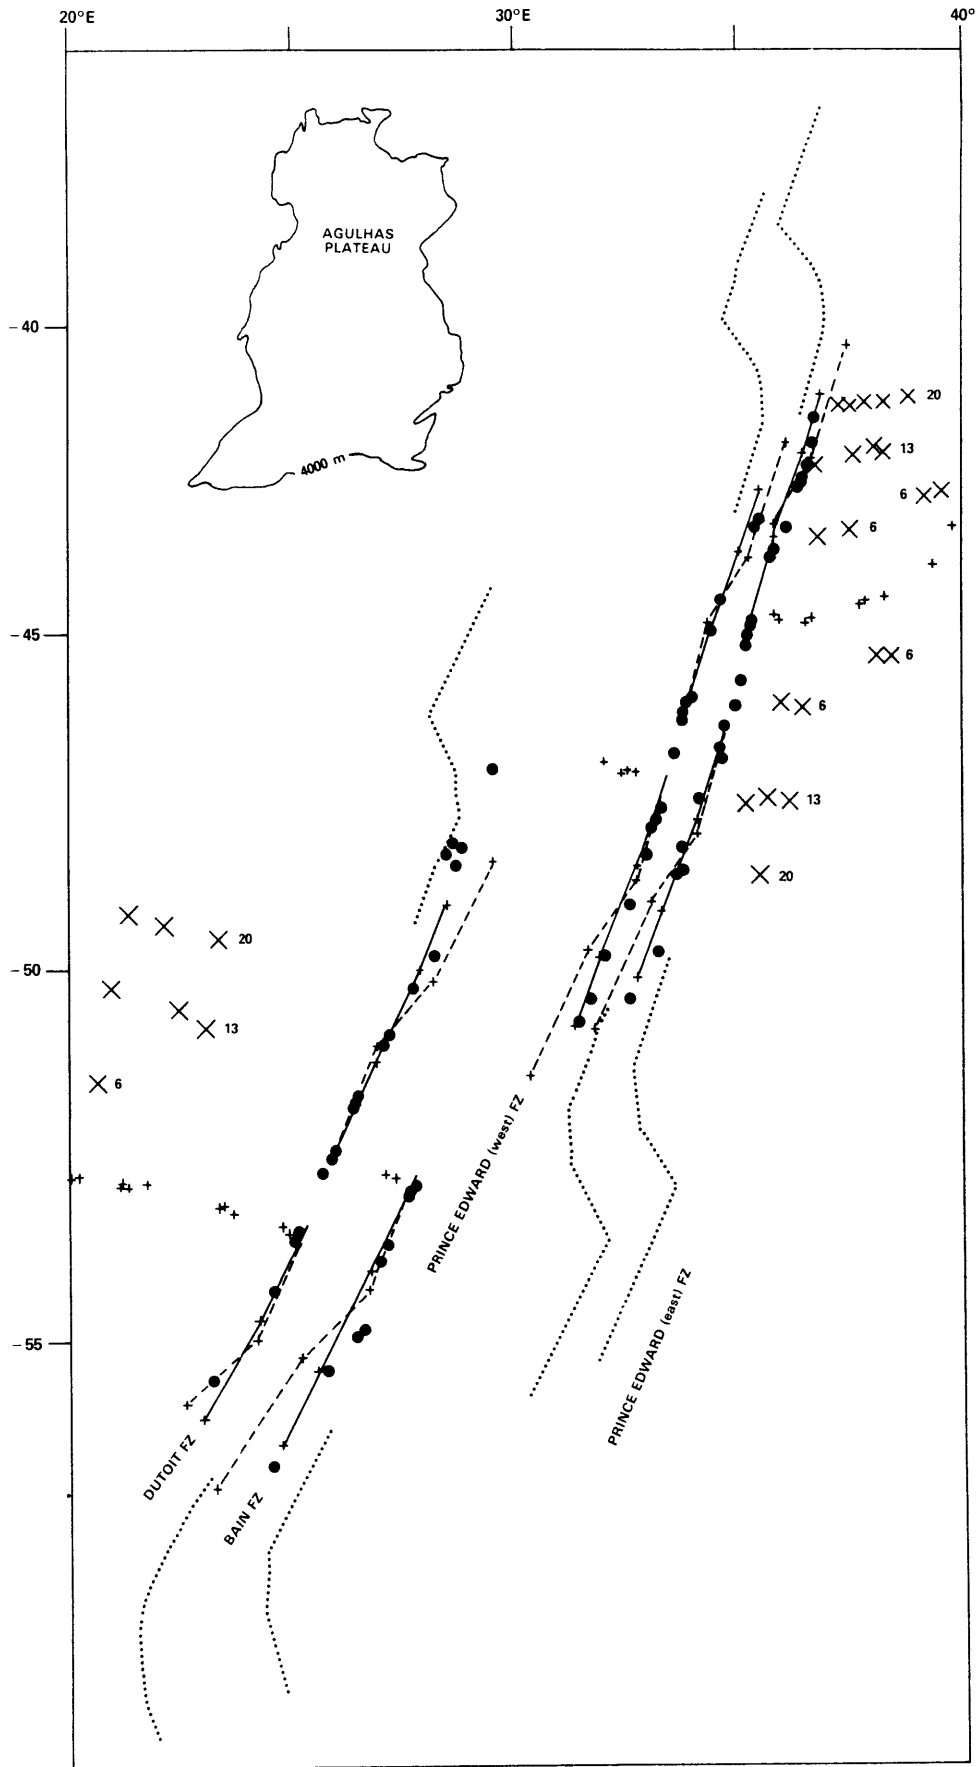 20°E
30°E
40°
AGULHAS
PLATEAU
4000 m
-40
20
13
6
6
-45
6
6
13
20
20
-50
13
6
PRINCE EDWARD (west) FZ
-55
PRINCE EDWARD (east) FZ
DUTOIT FZ
BAIN FZ